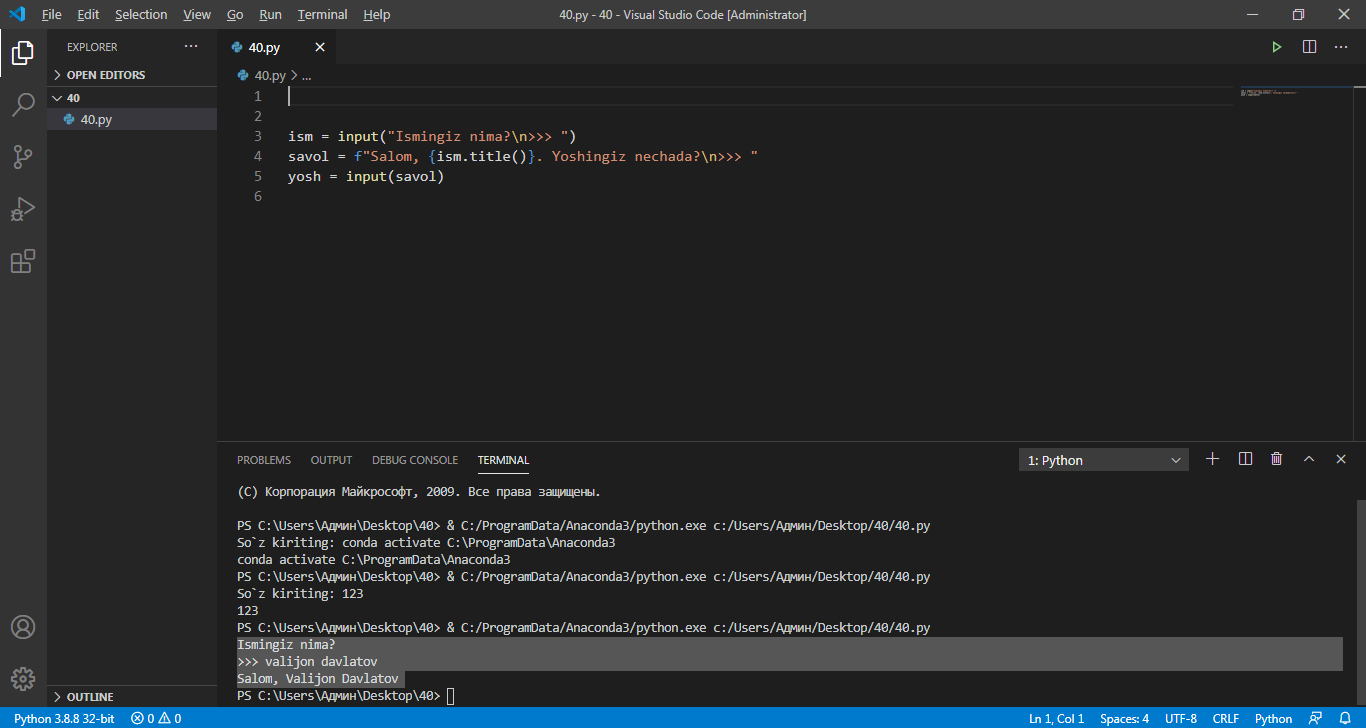 File Edit Selection View Go Run Terminal Help 40.py - 40 - Visual Studio Code [Administrator]
EXPLORER ···
OPEN EDITORS
40
40.py
OUTLINE
40.py
40.py > ...
1
2
3 ism = input("Ismingiz nima?\n>>> ")
4 savol = f"Salom, {ism.title()}. Yoshingiz nechada?\n>>> "
5 yosh = input(savol)
6
PROBLEMS OUTPUT DEBUG CONSOLE TERMINAL 1: Python
(C) Корпорация Майкрософт, 2009. Все права защищены.
PS C:\Users\Админ\Desktop\40> & C:/ProgramData/Anaconda3/python.exe c:/Users/Админ/Desktop/40/40.py
So`z kiriting: conda activate C:\ProgramData\Anaconda3
conda activate C:\ProgramData\Anaconda3
PS C:\Users\Админ\Desktop\40> & C:/ProgramData/Anaconda3/python.exe c:/Users/Админ/Desktop/40/40.py
So`z kiriting: 123
123
PS C:\Users\Админ\Desktop\40> & C:/ProgramData/Anaconda3/python.exe c:/Users/Админ/Desktop/40/40.py
Ismingiz nima?
>>> valijon davlatov
Salom, Valijon Davlatov
PS C:\Users\Админ\Desktop\40>
Python 3.8.8 32-bit 0 0 Ln 1, Col 1 Spaces: 4 UTF-8 CRLF Python